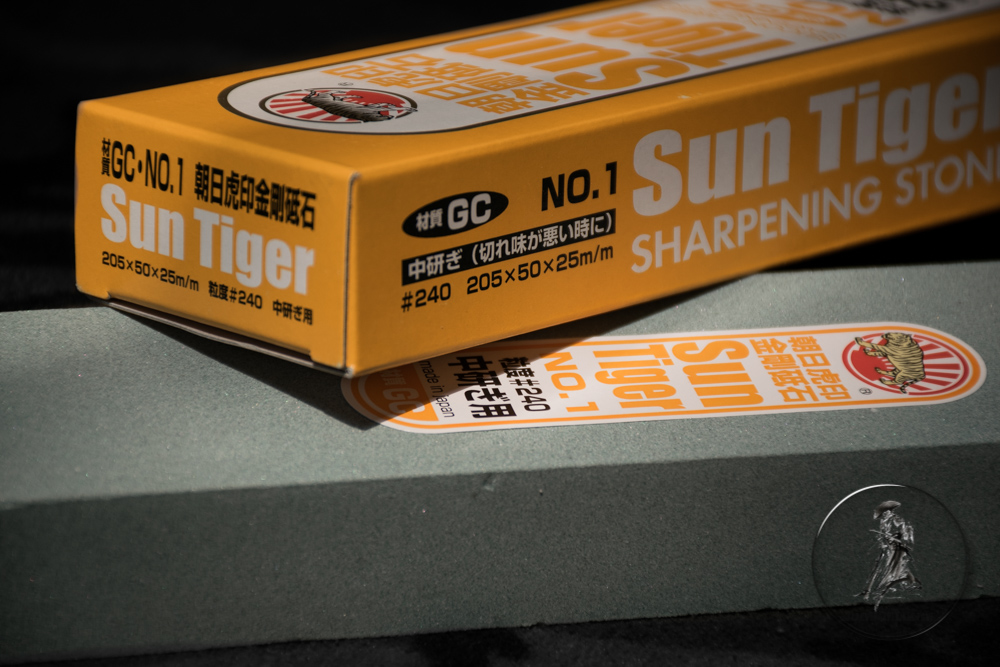 材質GC・NO.1 朝日虎印金剛砥石
Sun Tiger
205×50×25m/m 粒度#240 中研ぎ用
材質 GC NO.1
中研ぎ（切れ味が悪い時に）
#240 205×50×25m/m
Sun Tiger
SHARPENING STONE
Sun
Tiger
朝日虎印
金剛砥石
®
Sun
Tiger
NO.1
粒度#240
中研ぎ用
made in Japan
GC